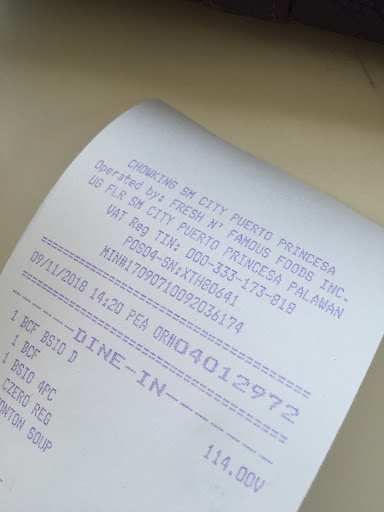 CHOWKING SM CITY PUERTO PRINCESA
Operated by: FRESH N' FAMOUS FOODS INC.
UG FLR SM CITY PUERTO PRINCESA PALAWAN
VAT Reg TIN: 000-333-173-818
POS04-SN:XTH80641
MIN#17090710092036174
09/11/2018 14:20 PEA OR#04012972
DINE IN
1 BCF BSIO D 114.00V
1 BCF
1 BSIO 4PC
CZERO REG
ONTON SOUP